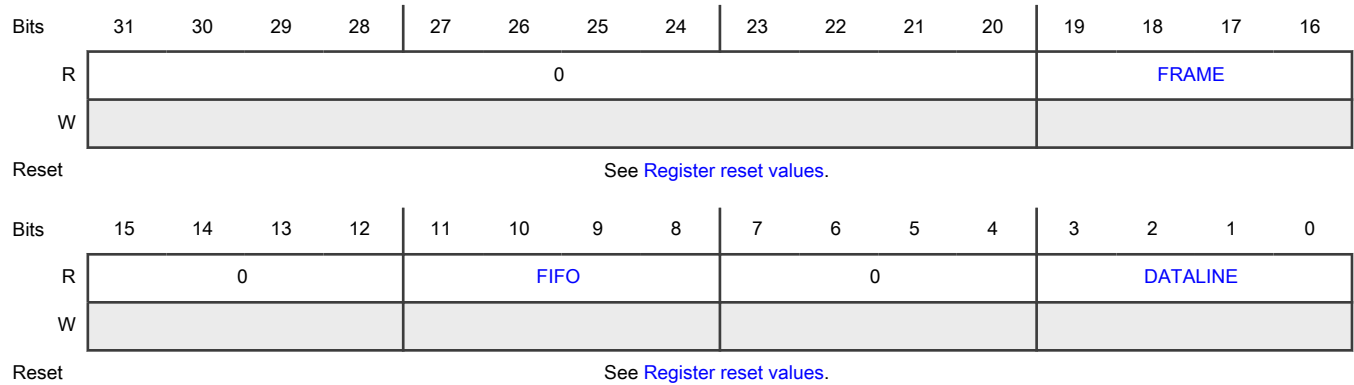 Bits 31 30 29 28 27 26 25 24 23 22 21 20 19 18 17 16
R 0 FRAME
W
Reset See Register reset values.
Bits 15 14 13 12 11 10 9 8 7 6 5 4 3 2 1 0
R 0 FIFO 0 DATALINE
W
Reset See Register reset values.